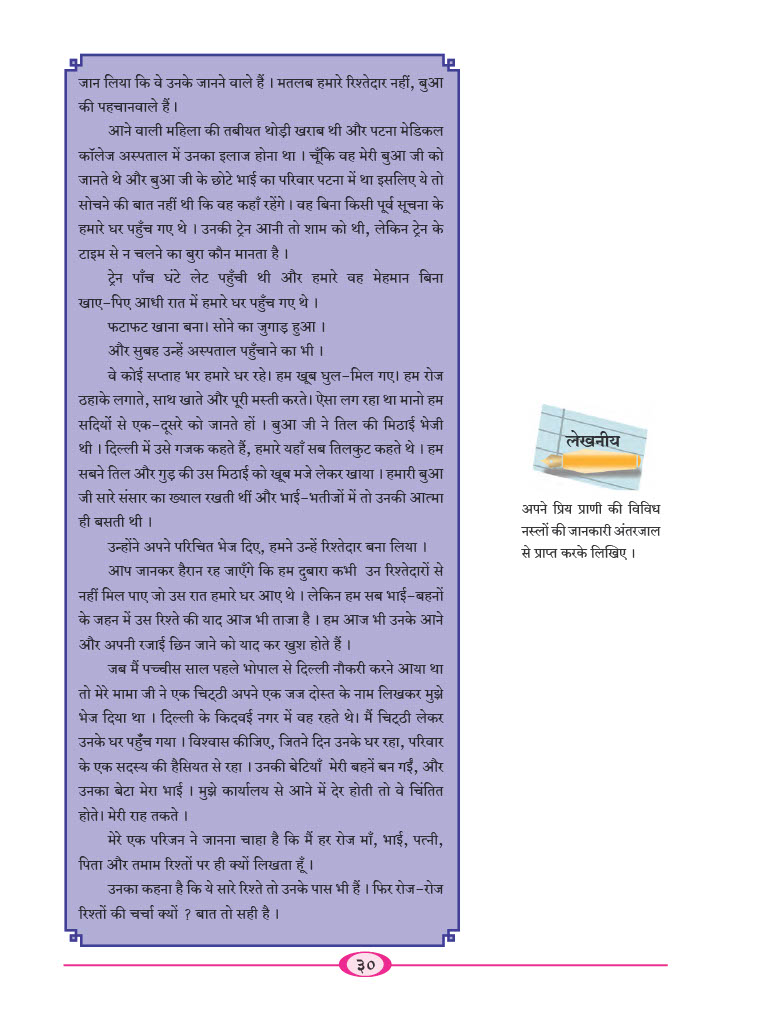 जान लिया कि वे उनके जानने वाले हैं । मतलब हमारे रिश्तेदार नहीं, बुआ
की पहचानवाले हैं ।
आने वाली महिला की तबीयत थोड़ी खराब थी और पटना मेडिकल
कॉलेज अस्पताल में उनका इलाज होना था । चूँकि वह मेरी बुआ जी को
जानते थे और बुआ जी के छोटे भाई का परिवार पटना में था इसलिए ये तो
सोचने की बात नहीं थी कि वह कहाँ रहेंगे । वह बिना किसी पूर्व सूचना के
हमारे घर पहुँच गए थे । उनकी ट्रेन आनी तो शाम को थी, लेकिन ट्रेन के
टाइम से न चलने का बुरा कौन मानता है ।
ट्रेन पाँच घंटे लेट पहुँची थी और हमारे वह मेहमान बिना
खाए-पिए आधी रात में हमारे घर पहुँच गए थे ।
फटाफट खाना बना। सोने का जुगाड़ हुआ ।
और सुबह उन्हें अस्पताल पहुँचाने का भी ।
वे कोई सप्ताह भर हमारे घर रहे। हम खूब घुल-मिल गए। हम रोज
ठहाके लगाते, साथ खाते और पूरी मस्ती करते। ऐसा लग रहा था मानो हम
सदियों से एक-दूसरे को जानते हों । बुआ जी ने तिल की मिठाई भेजी
थी । दिल्ली में उसे गजक कहते हैं, हमारे यहाँ सब तिलकुट कहते थे । हम
सबने तिल और गुड़ की उस मिठाई को खूब मजे लेकर खाया । हमारी बुआ
जी सारे संसार का ख्याल रखती थीं और भाई-भतीजों में तो उनकी आत्मा
ही बसती थी ।
उन्होंने अपने परिचित भेज दिए, हमने उन्हें रिश्तेदार बना लिया ।
आप जानकर हैरान रह जाएँगे कि हम दुबारा कभी उन रिश्तेदारों से
नहीं मिल पाए जो उस रात हमारे घर आए थे । लेकिन हम सब भाई-बहनों
के जहन में उस रिश्ते की याद आज भी ताजा है । हम आज भी उनके आने
और अपनी रजाई छिन जाने को याद कर खुश होते हैं ।
जब मैं पच्चीस साल पहले भोपाल से दिल्ली नौकरी करने आया था
तो मेरे मामा जी ने एक चिट्ठी अपने एक जज दोस्त के नाम लिखकर मुझे
भेज दिया था । दिल्ली के किदवई नगर में वह रहते थे। मैं चिट्ठी लेकर
उनके घर पहुँच गया । विश्वास कीजिए, जितने दिन उनके घर रहा, परिवार
के एक सदस्य की हैसियत से रहा । उनकी बेटियाँ मेरी बहनें बन गईं, और
उनका बेटा मेरा भाई । मुझे कार्यालय से आने में देर होती तो वे चिंतित
होते। मेरी राह तकते ।
मेरे एक परिजन ने जानना चाहा है कि मैं हर रोज माँ, भाई, पत्नी,
पिता और तमाम रिश्तों पर ही क्यों लिखता हूँ ।
उनका कहना है कि ये सारे रिश्ते तो उनके पास भी हैं । फिर रोज-रोज
रिश्तों की चर्चा क्यों ? बात तो सही है ।
लेखनीय
अपने प्रिय प्राणी की विविध
नस्लों की जानकारी अंतरजाल
से प्राप्त करके लिखिए ।
३०